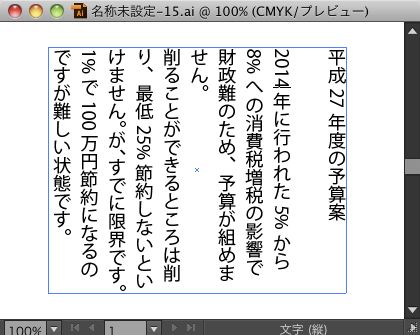 名称未設定-15.ai @ 100% (CMYK/プレビュー)
平成 27 年度の予算案
2014年に行われた 5% から
8% への消費税増税の影響で
財政難のため、予算が組めま
せん。
削ることができるところは削
り、最低 25% 節約しないとい
けません。が、すでに限界です。
1% で 100 万円節約になるの
ですが難しい状態です。
100%
1
文字 (縦)